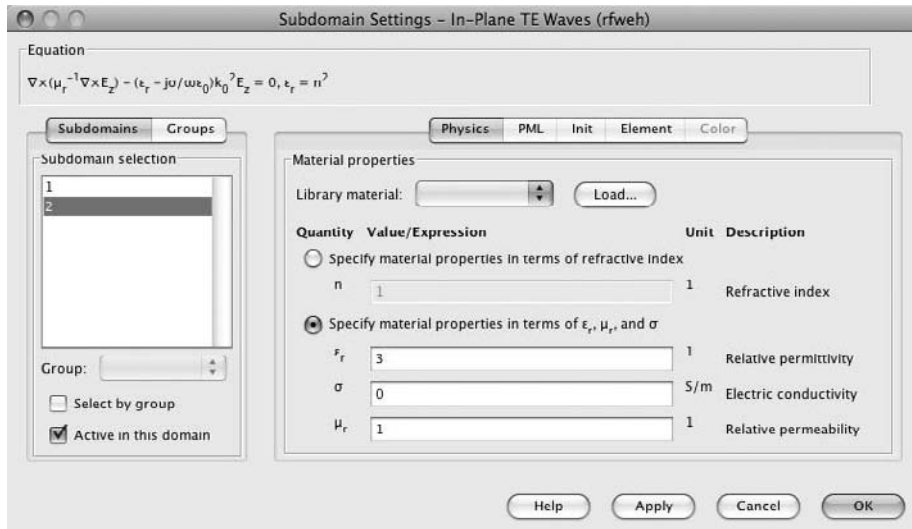 Subdomain Settings - In-Plane TE Waves (rfweh)
Equation
∇×(μr⁻¹∇×Ez) – (εr – jσ/ωε0)k0²Ez = 0, εr = n²
Subdomains Groups
Physics PML Init Element Color
Subdomain selection
1
2
Group:
Select by group
Active in this domain
Material properties
Library material: Load...
Quantity Value/Expression Unit Description
Specify material properties in terms of refractive index
n 1 1 Refractive index
Specify material properties in terms of εr, μr, and σ
εr 3 1 Relative permittivity
σ 0 S/m Electric conductivity
μr 1 1 Relative permeability
Help Apply Cancel OK